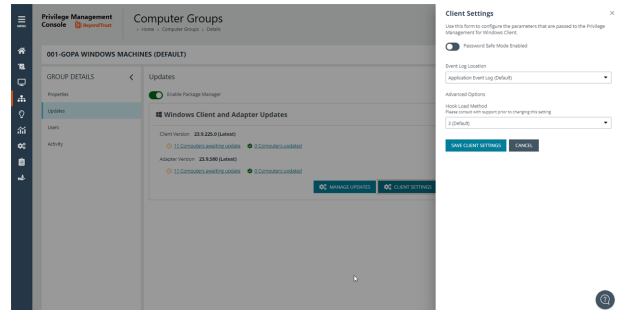 Privilege Management
Console BeyondTrust
Computer Groups
Home > Computer Groups > Details
001-GOPA WINDOWS MACHINES (DEFAULT)
GROUP DETAILS
Properties
Updates
Users
Activity
Updates
Enable Package Manager
Windows Client and Adapter Updates
Client Version 23.9.225.0 (Latest)
11 Computers awaiting update 0 Computers updated
Adapter Version 23.9.580 (Latest)
11 Computers awaiting update 0 Computers updated
MANAGE UPDATES CLIENT SETTINGS
Client Settings
Use this form to configure the parameters that are passed to the Privilege
Management for Windows Client
Password Safe Mode Enabled
Event Log Location
Application Event Log (Default)
Advanced Options
Hook Load Method
Please consult with support prior to changing this setting
2 (Default)
SAVE CLIENT SETTINGS CANCEL